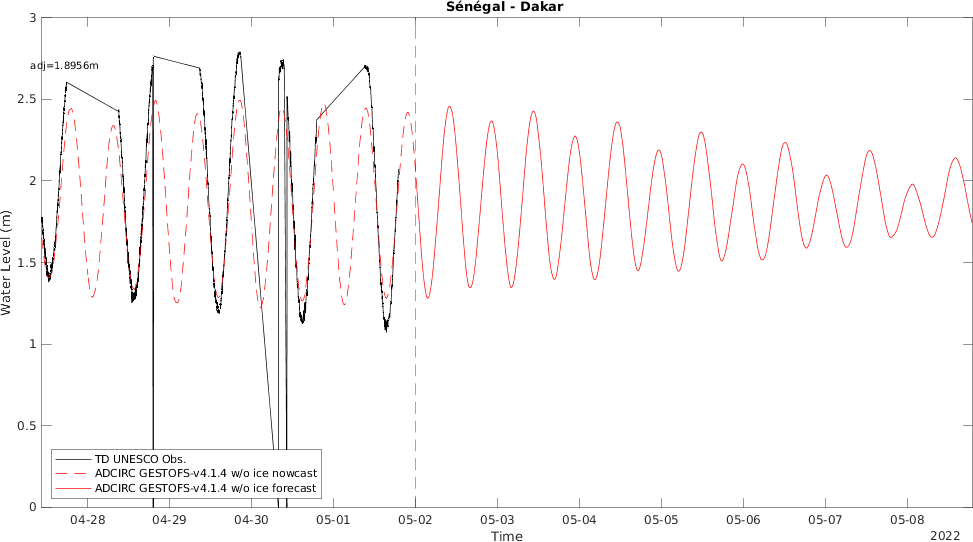 Sénégal - Dakar
adj=1.8956m
Water Level (m)
3
2.5
2
1.5
1
0.5
0
TD UNESCO Obs.
ADCIRC GESTOFS-v4.1.4 w/o ice nowcast
ADCIRC GESTOFS-v4.1.4 w/o ice forecast
04-28 04-29 04-30 05-01 05-02 05-03 05-04 05-05 05-06 05-07 05-08
Time
2022